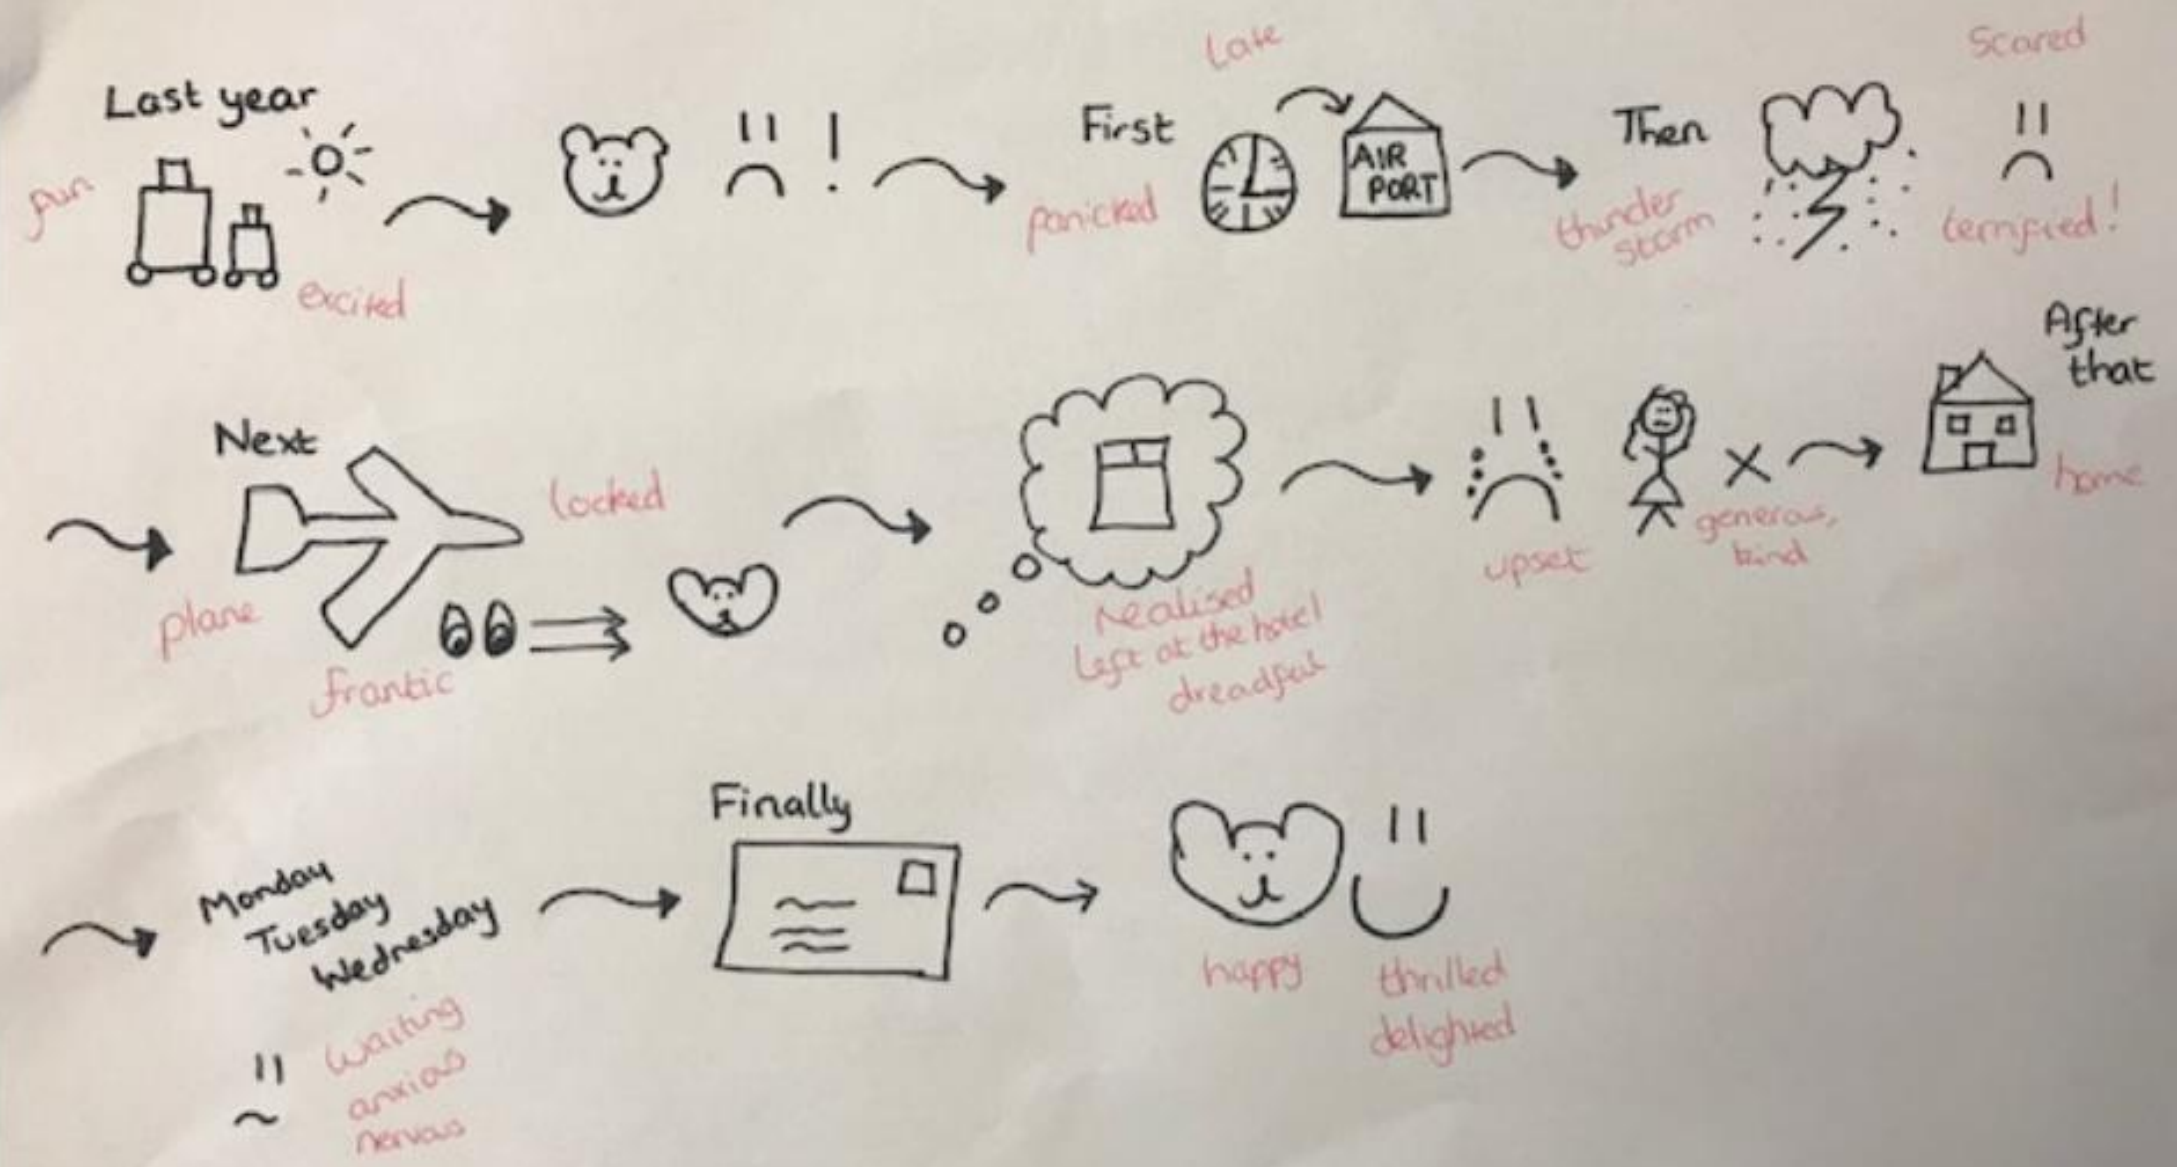 Last year
fun
excited
First
Late
panicked
AIR
PORT
Then
thunder
storm
Scared
terrified!
Next
plane
frantic
locked
realised
left at the hotel
dreadful
upset
generous,
kind
After
that
home
Monday
Tuesday
Wednesday
waiting
anxious
nervous
Finally
happy
thrilled
delighted